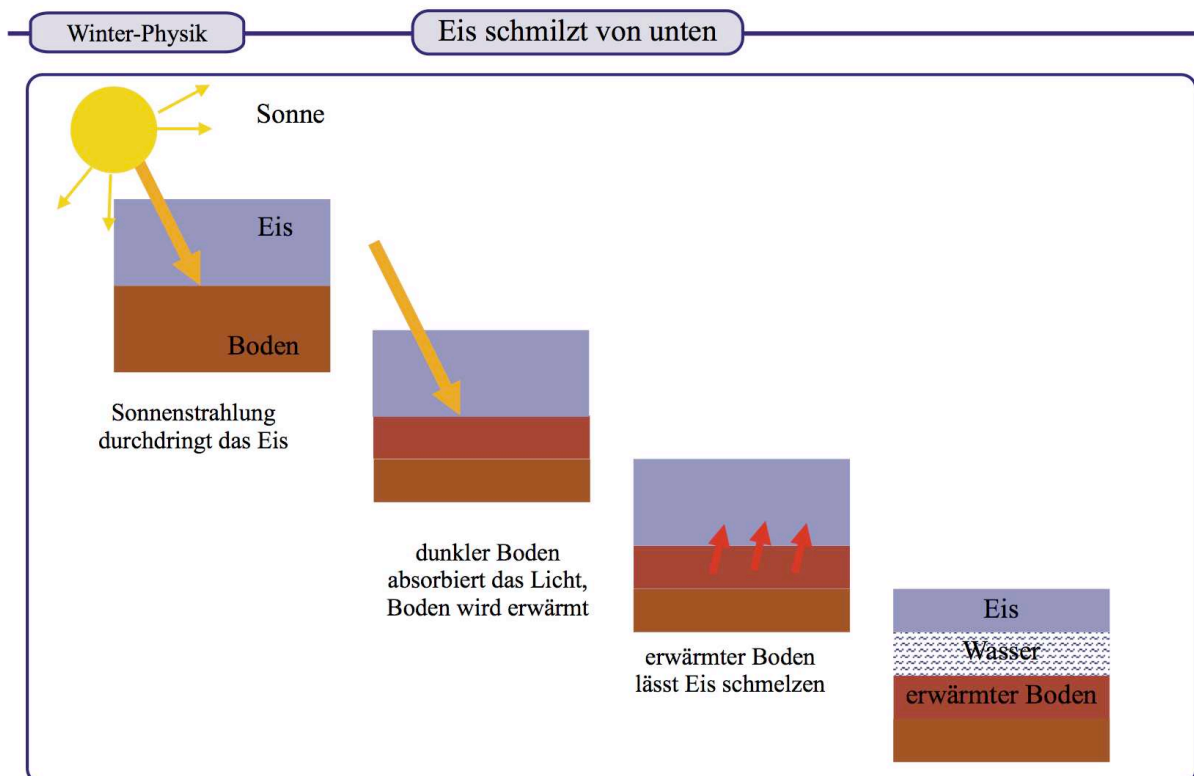 Winter-Physik
Eis schmilzt von unten
Sonne
Eis
Boden
Sonnenstrahlung
durchdringt das Eis
dunkler Boden
absorbiert das Licht,
Boden wird erwärmt
erwärmter Boden
lässt Eis schmelzen
Eis
Wasser
erwärmter Boden